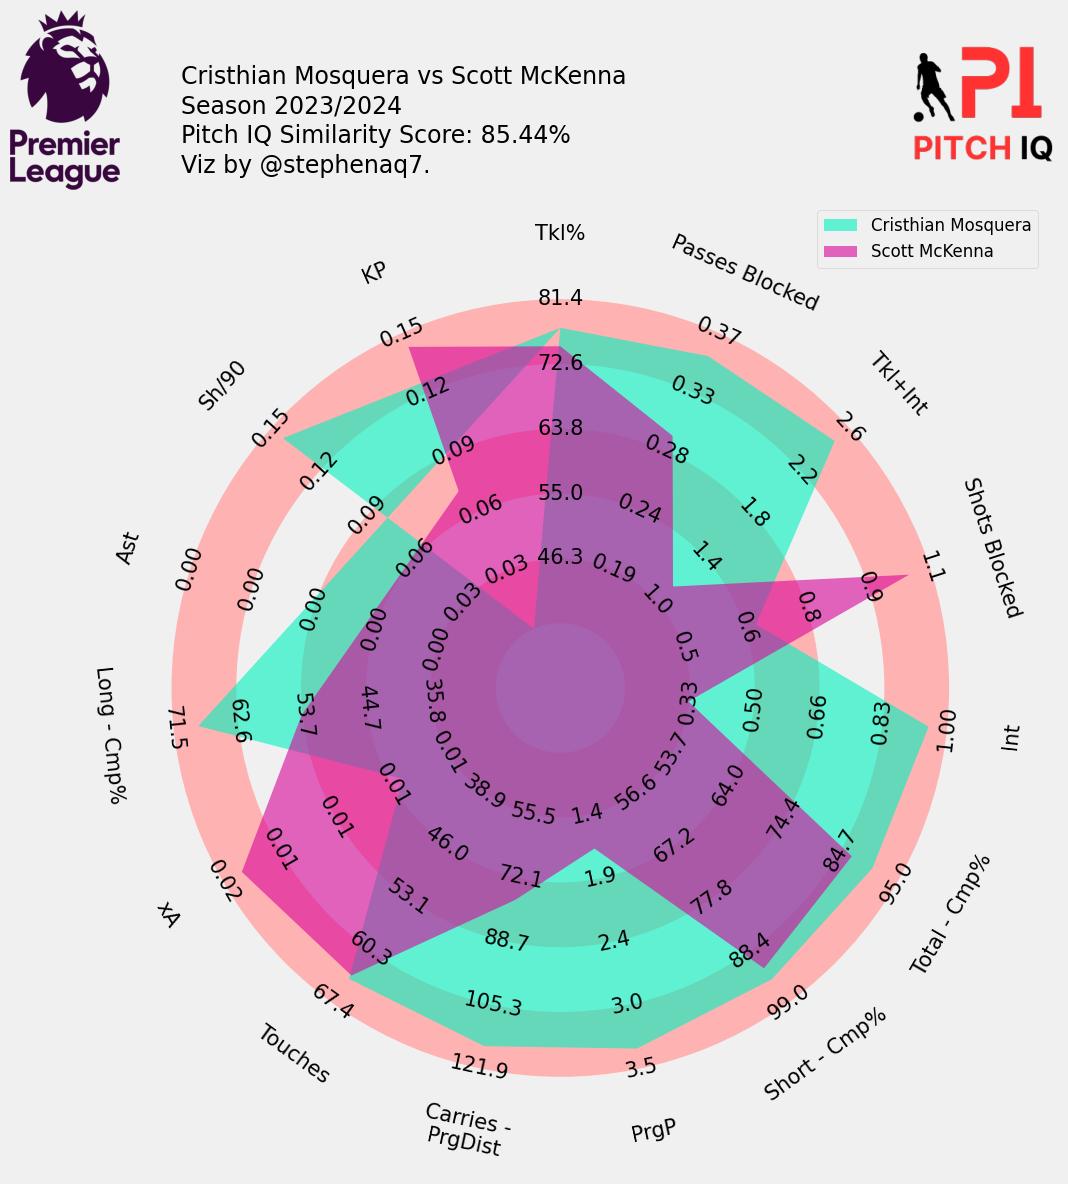 Premier
League
Cristhian Mosquera vs Scott McKenna
Season 2023/2024
Pitch IQ Similarity Score: 85.44%
Viz by @stephenaq7.
PI
PITCH IQ
Cristhian Mosquera
Scott McKenna
Tkl%
81.4
72.6
63.8
55.0
46.3
Passes Blocked
0.37
0.33
0.28
0.24
0.19
Tkl+Int
2.6
2.2
1.8
1.4
1.0
Shots Blocked
1.1
0.9
0.8
0.6
0.5
Int
1.00
0.83
0.66
0.50
0.33
Total - Cmp%
95.0
84.7
74.4
64.0
53.7
Short - Cmp%
99.0
88.4
77.8
67.2
56.6
PrgP
3.5
3.0
2.4
1.9
1.4
Carries -
PrgDist
121.9
105.3
88.7
72.1
55.5
Touches
67.4
60.3
53.1
46.0
38.9
xA
0.02
0.01
0.01
0.01
0.01
Long - Cmp%
71.5
62.6
53.7
44.7
35.8
Ast
0.00
0.00
0.00
0.00
0.00
Sh/90
0.15
0.12
0.09
0.06
0.03
KP
0.15
0.12
0.09
0.06
0.03